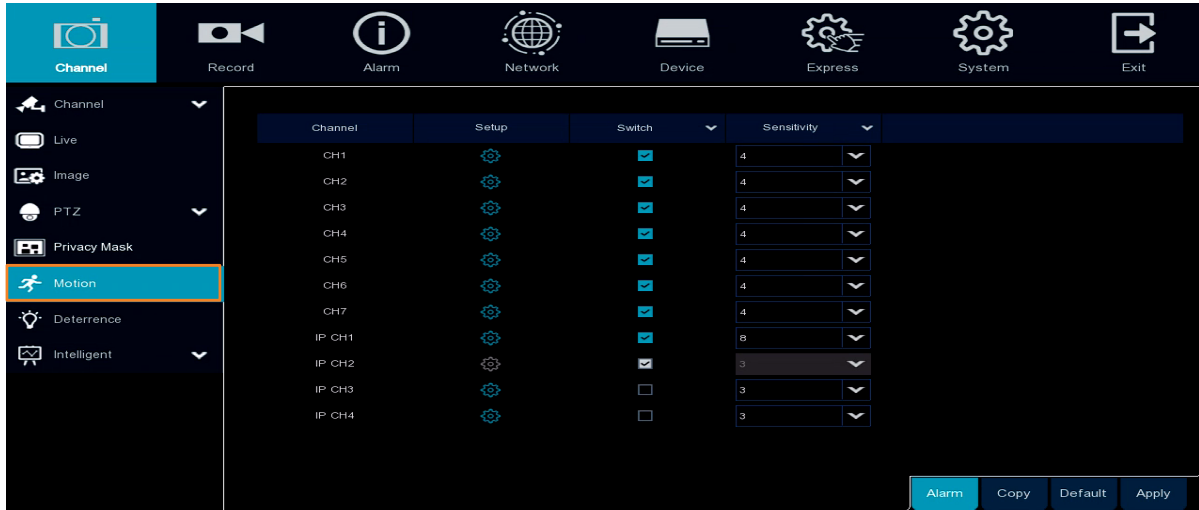 Channel Record Alarm Network Device Express System Exit
Channel
Live
Image
PTZ
Privacy Mask
Motion
Deterrence
Intelligent
Channel Setup Switch Sensitivity
CH1 4
CH2 4
CH3 4
CH4 4
CH5 4
CH6 4
CH7 4
IP CH1 8
IP CH2 3
IP CH3 3
IP CH4 3
Alarm Copy Default Apply